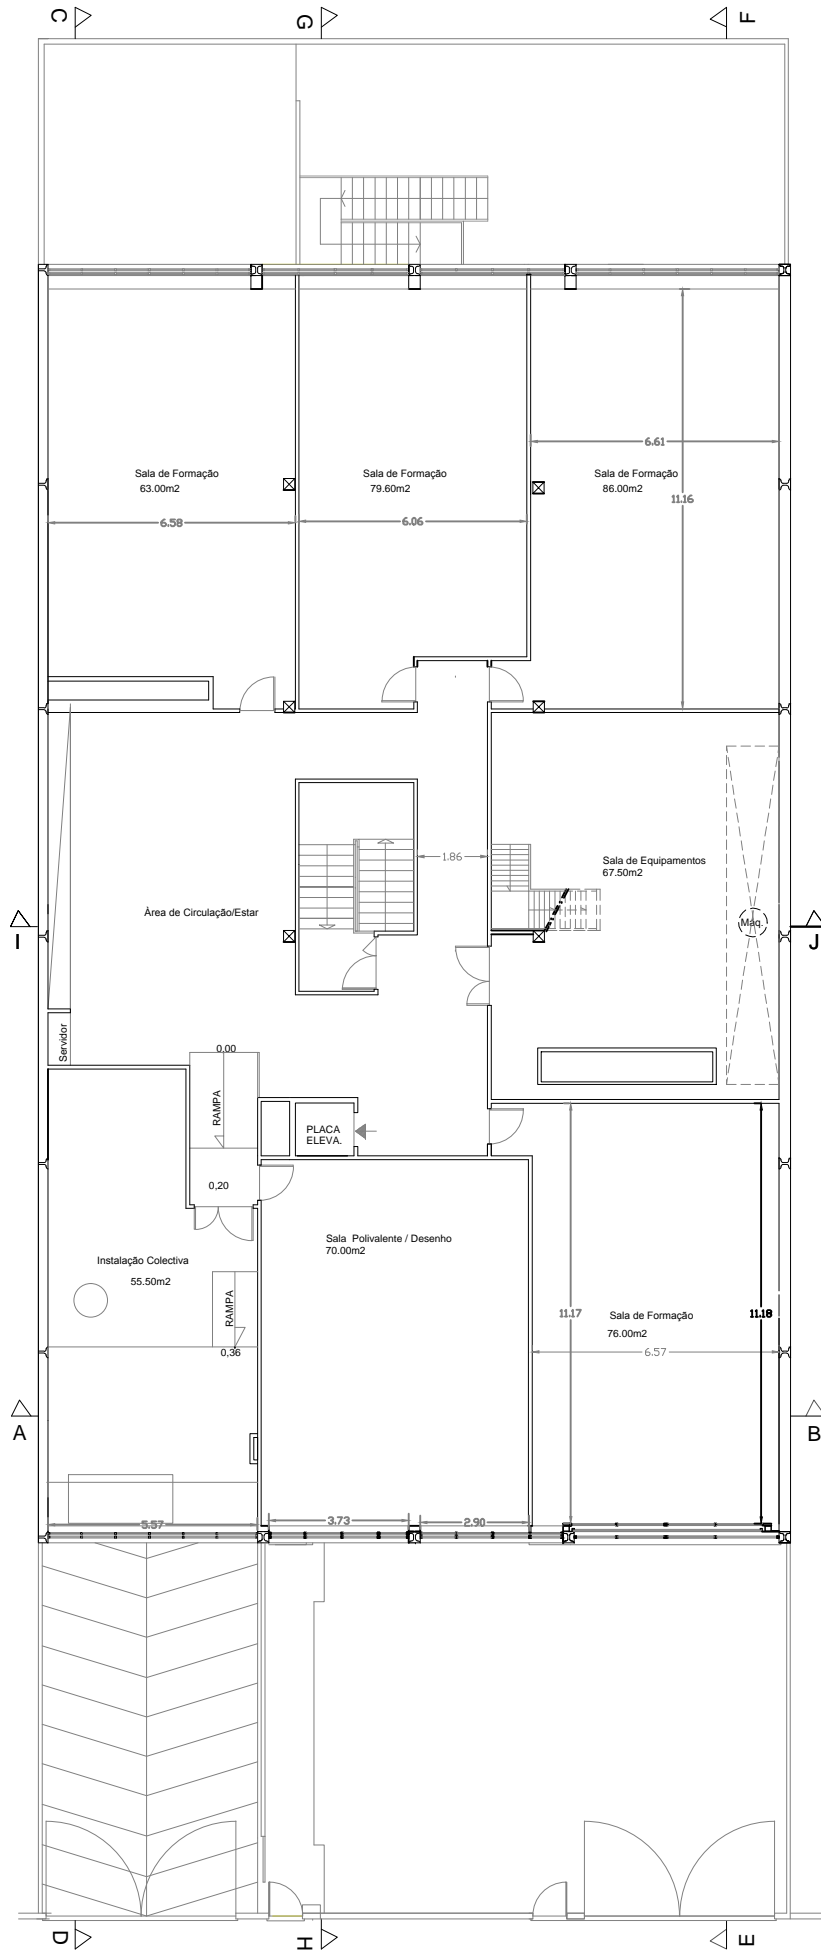 C
G
F
6.61
Sala de Formação
63.00m2
Sala de Formação
79.60m2
Sala de Formação
86.00m2
11.16
6.58
6.06
1.86
Sala de Equipamentos
67.50m2
Àrea de Circulação/Estar
Máq.
I
J
Servidor
0,00
RAMPA
PLACA
ELEVA.
0,20
Sala Polivalente / Desenho
70.00m2
Instalação Colectiva
55.50m2
RAMPA
0,36
11.17
Sala de Formação
76.00m2
11.18
6.57
A
B
5.57
3.73
2.90
D
H
E